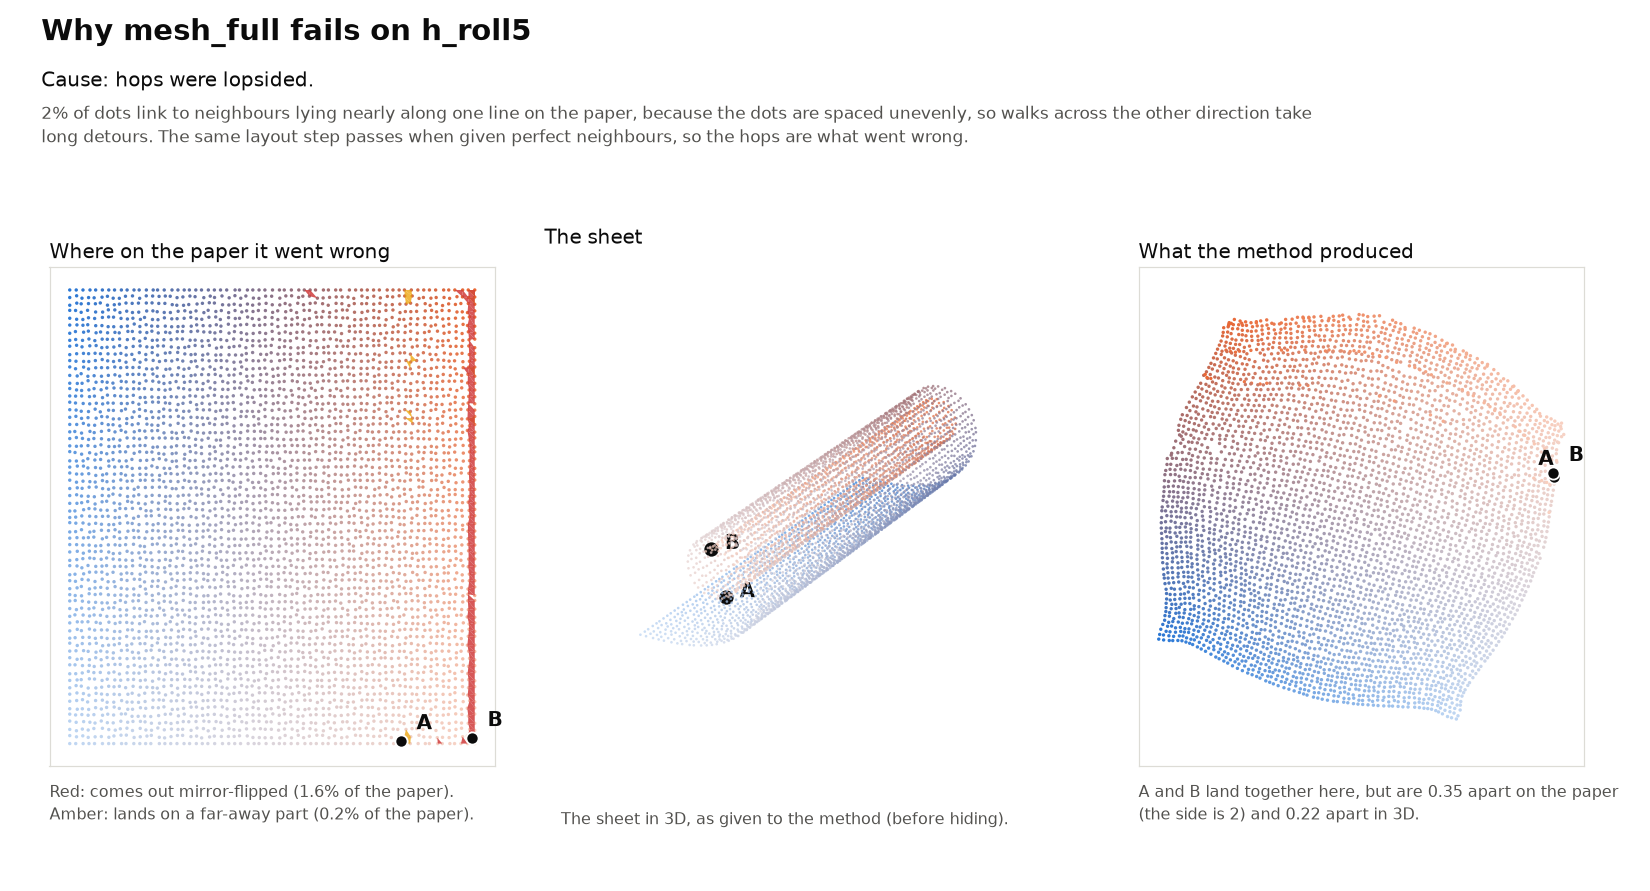 Why mesh_full fails on h_roll5
Cause: hops were lopsided.
2% of dots link to neighbours lying nearly along one line on the paper, because the dots are spaced unevenly, so walks across the other direction take
long detours. The same layout step passes when given perfect neighbours, so the hops are what went wrong.
Where on the paper it went wrong
A
B
Red: comes out mirror-flipped (1.6% of the paper).
Amber: lands on a far-away part (0.2% of the paper).
The sheet
B
A
The sheet in 3D, as given to the method (before hiding).
What the method produced
A B
A and B land together here, but are 0.35 apart on the paper
(the side is 2) and 0.22 apart in 3D.